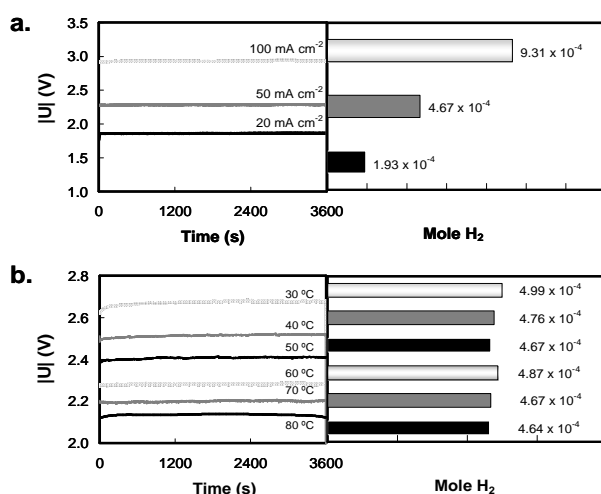 a.
|U| (V)
3.5
3.0
2.5
2.0
1.5
1.0
100 mA cm-2
50 mA cm-2
20 mA cm-2
0 1200 2400 3600
Time (s)
9.31 x 10-4
4.67 x 10-4
1.93 x 10-4
Mole H2
b.
|U| (V)
2.8
2.6
2.4
2.2
2.0
30 ºC
40 ºC
50 ºC
60 ºC
70 ºC
80 ºC
0 1200 2400 3600
Time (s)
4.99 x 10-4
4.76 x 10-4
4.67 x 10-4
4.87 x 10-4
4.67 x 10-4
4.64 x 10-4
Mole H2